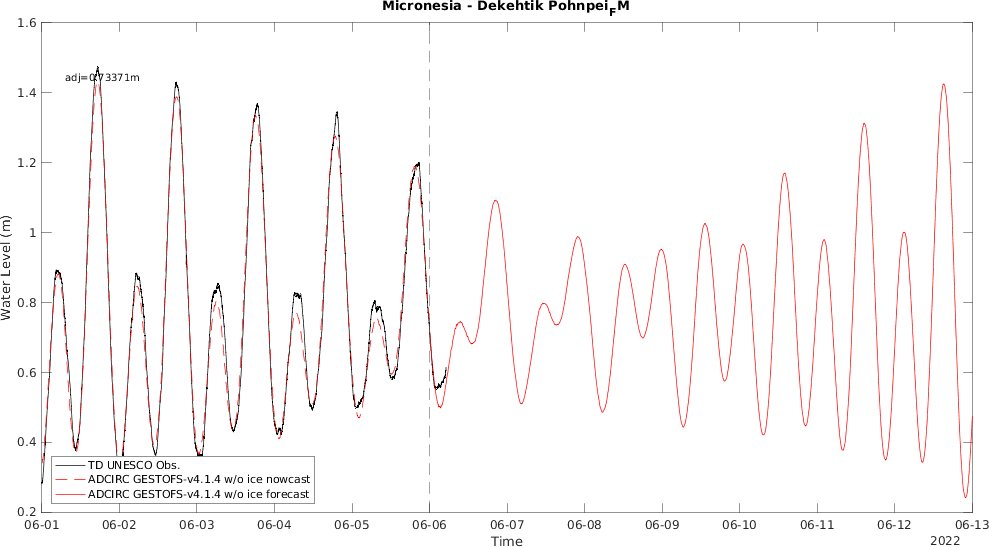 Micronesia - Dekehtik Pohnpei_FM
adj=0.73371m
Water Level (m)
1.6
1.4
1.2
1
0.8
0.6
0.4
0.2
TD UNESCO Obs.
ADCIRC GESTOFS-v4.1.4 w/o ice nowcast
ADCIRC GESTOFS-v4.1.4 w/o ice forecast
06-01 06-02 06-03 06-04 06-05 06-06 06-07 06-08 06-09 06-10 06-11 06-12 06-13
Time
2022